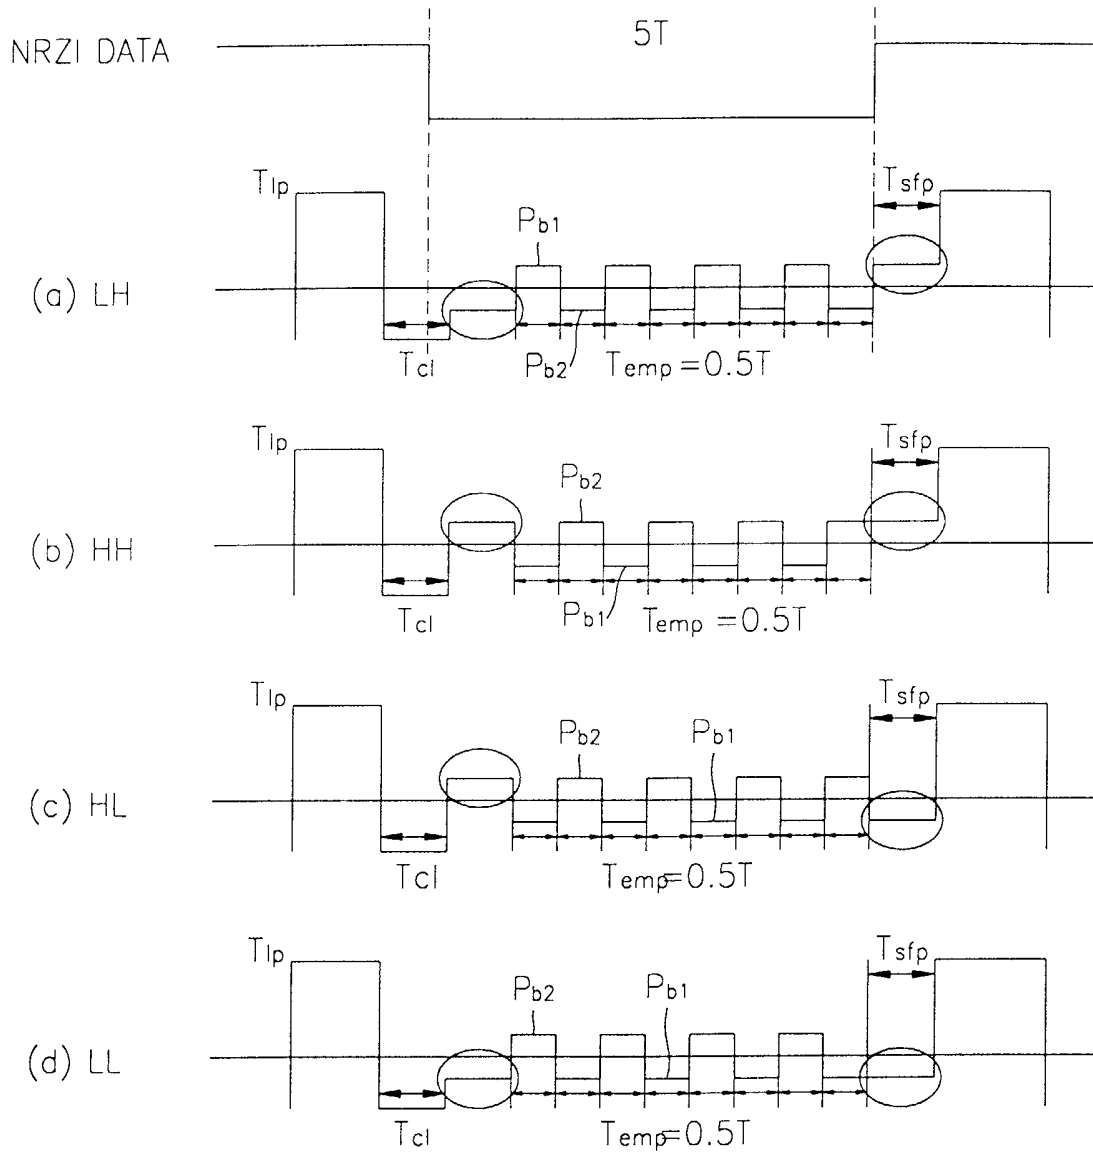 5T
NRZI DATA
Tlp
Tsfp
Pb1
(a) LH
Tcl
Pb2
Temp=0.5T
Tlp
Tsfp
Pb2
(b) HH
Tcl
Pb1
Temp=0.5T
Tlp
Tsfp
Pb2
Pb1
(c) HL
Tcl
Temp=0.5T
Tlp
Tsfp
Pb2
Pb1
(d) LL
Tcl
Temp=0.5T